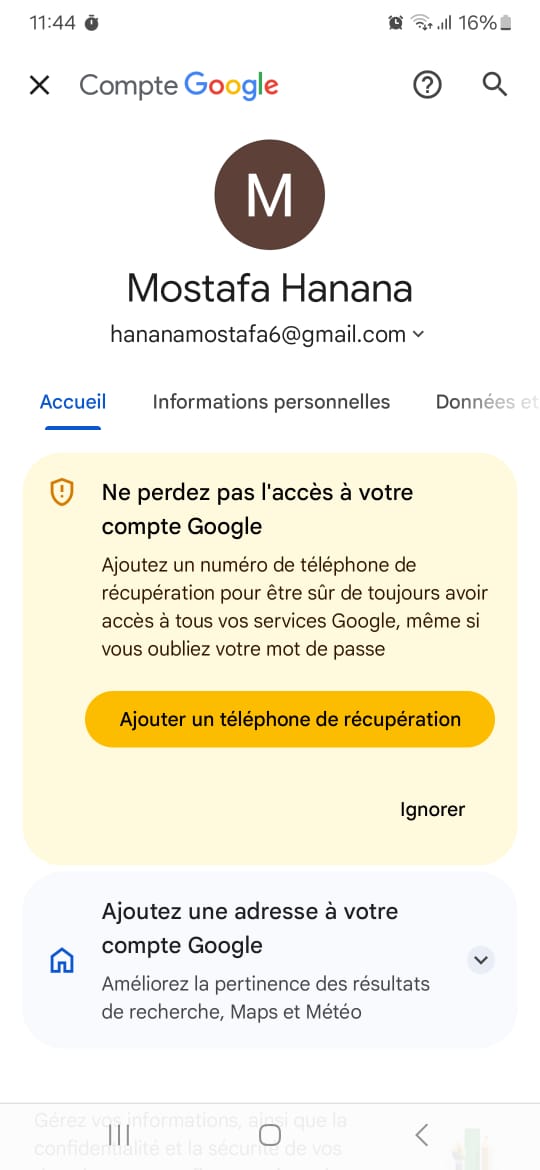 11:44
16%
Compte Google
M
Mostafa Hanana
hananamostafa6@gmail.com
Accueil Informations personnelles Données et
Ne perdez pas l'accès à votre
compte Google
Ajoutez un numéro de téléphone de
récupération pour être sûr de toujours avoir
accès à tous vos services Google, même si
vous oubliez votre mot de passe
Ajouter un téléphone de récupération
Ignorer
Ajoutez une adresse à votre
compte Google
Améliorez la pertinence des résultats
de recherche, Maps et Météo
Gérez vos informations, ainsi que la
confidentialité et la sécurité de vos